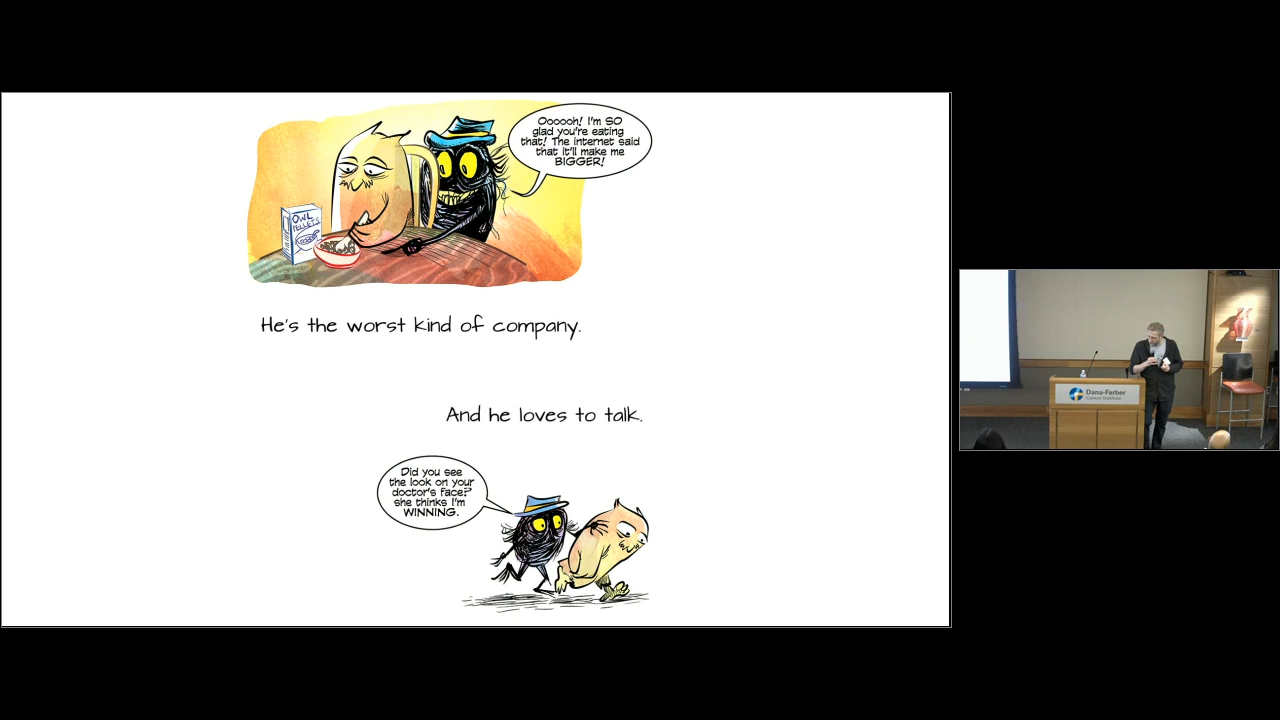 Oooooh! I'm SO
glad you're eating
that! The internet said
that it'll make me
BIGGER!
OWL
PELLETS
He's the worst kind of company.
And he loves to talk.
Did you see
the look on your
doctor's face?
she thinks I'm
WINNING.
Dana-Farber
Cancer Institute